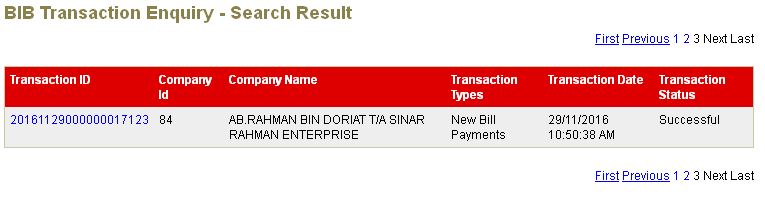 BIB Transaction Enquiry - Search Result
First Previous 1 2 3 Next Last
Transaction ID Company Id Company Name Transaction Types Transaction Date Transaction Status
20161129000000017123 84 AB.RAHMAN BIN DORIAT T/A SINAR RAHMAN ENTERPRISE New Bill Payments 29/11/2016 10:50:38 AM Successful
First Previous 1 2 3 Next Last